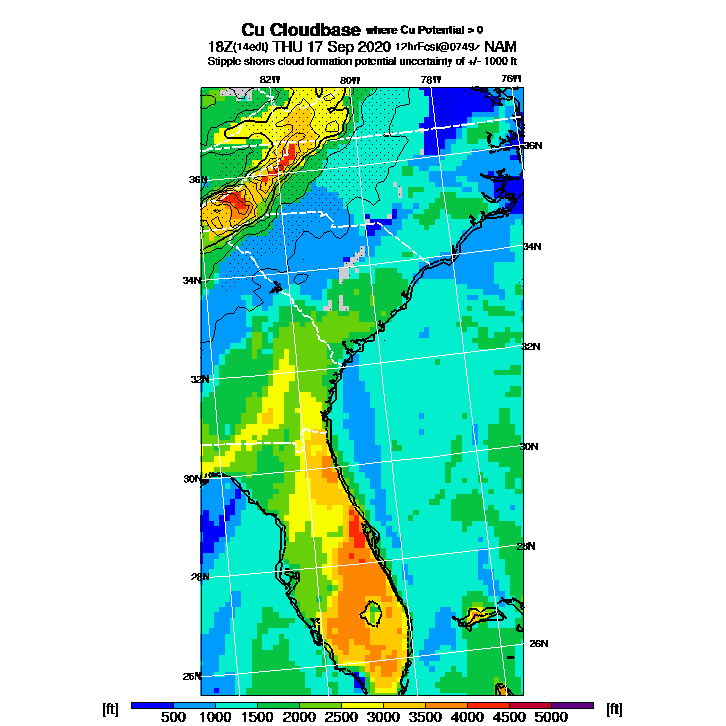 Cu Cloudbase where Cu Potential > 0
18Z(14edt) THU 17 Sep 2020 12hrFcst@0749z NAM
Stipple shows cloud formation potential uncertainty of +/- 1000 ft
82W 80W 78W 76W
36N 36N
34N 34N
32N 32N
30N 30N
28N 28N
26N 26N
[ft] 500 1000 1500 2000 2500 3000 3500 4000 4500 5000 [ft]